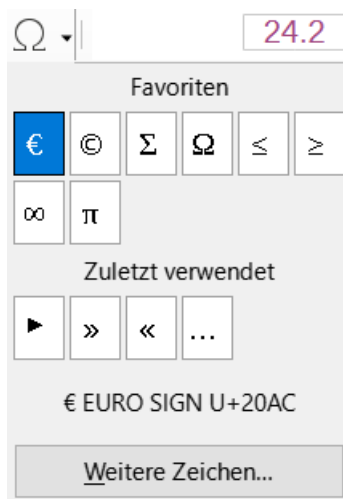 Ω 24.2
Favoriten
€ © Σ Ω ≤ ≥
∞ π
Zuletzt verwendet
► » « …
€ EURO SIGN U+20AC
Weitere Zeichen...